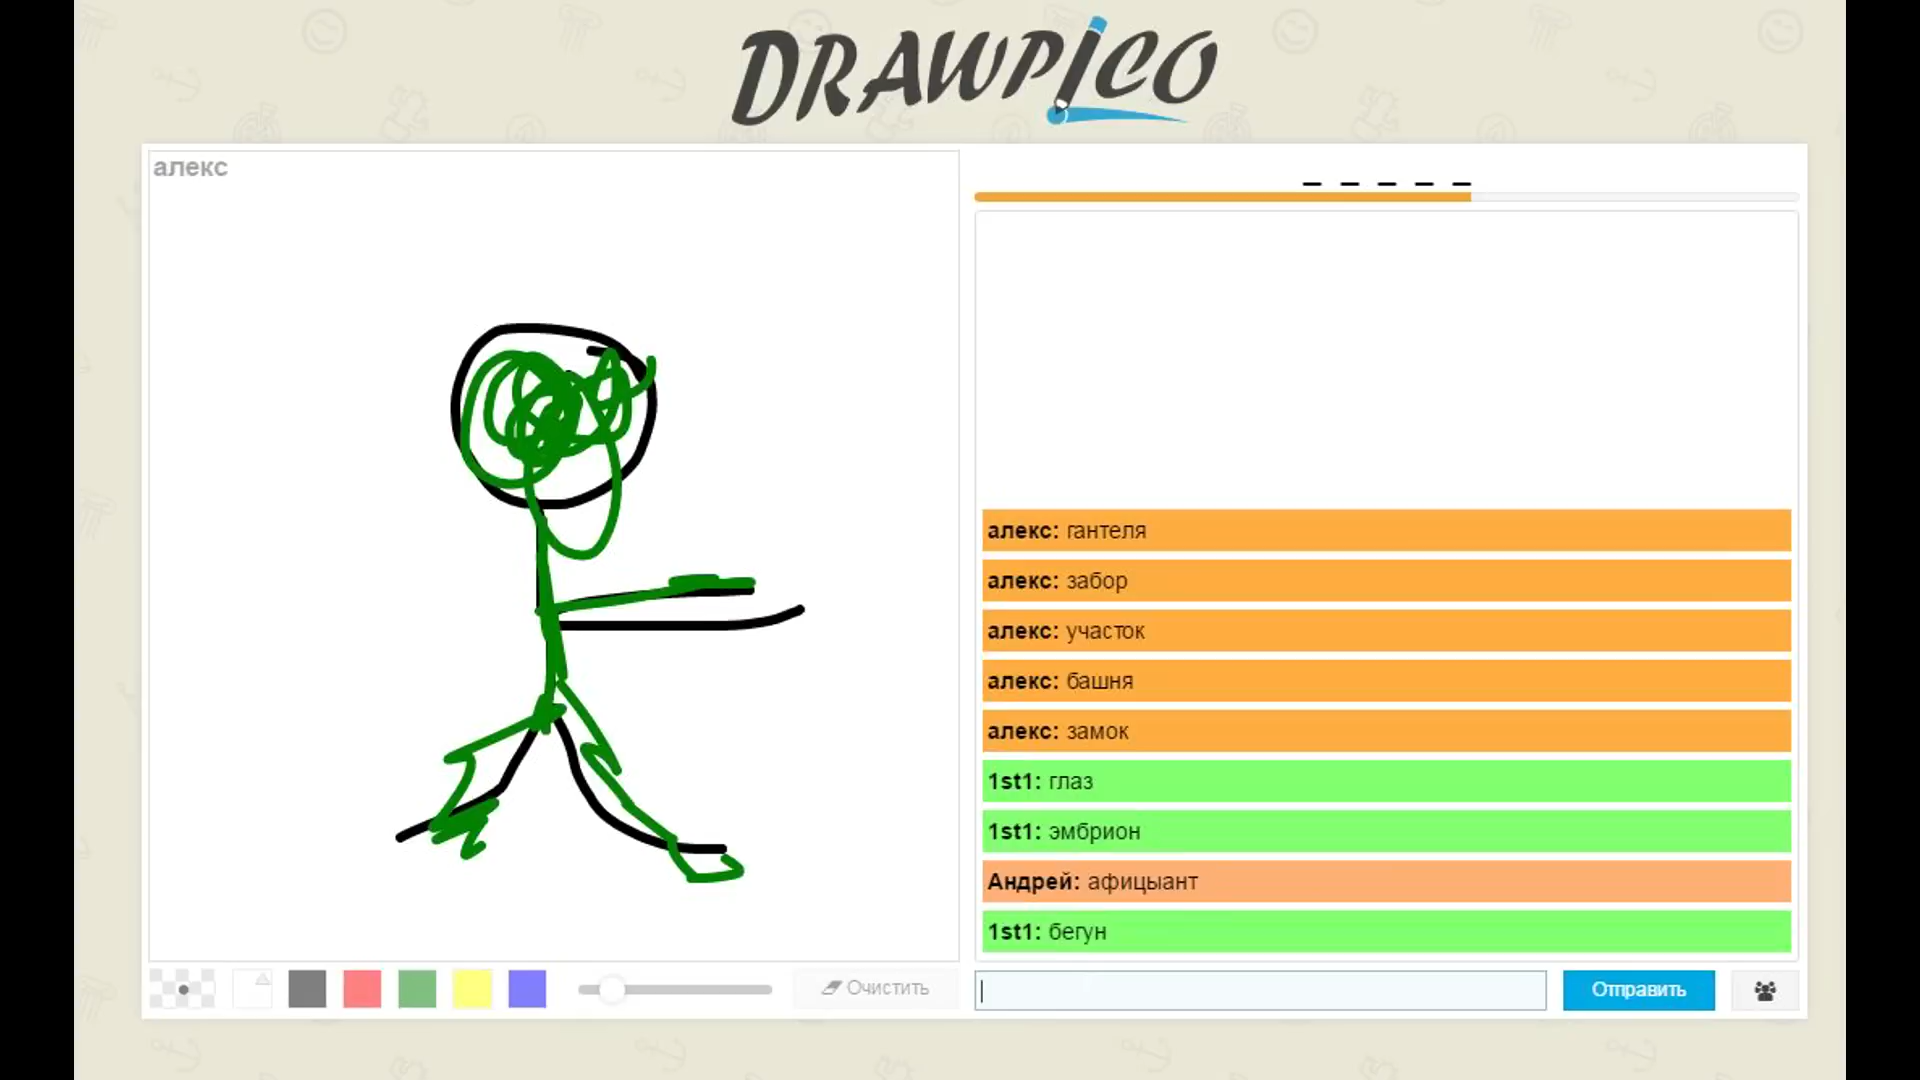 DRAWPICO
алекс
_ _ _ _ _
алекс: гантеля
алекс: забор
алекс: участок
алекс: башня
алекс: замок
1st1: глаз
1st1: эмбрион
Андрей: афицыант
1st1: бегун
Очистить
Отправить